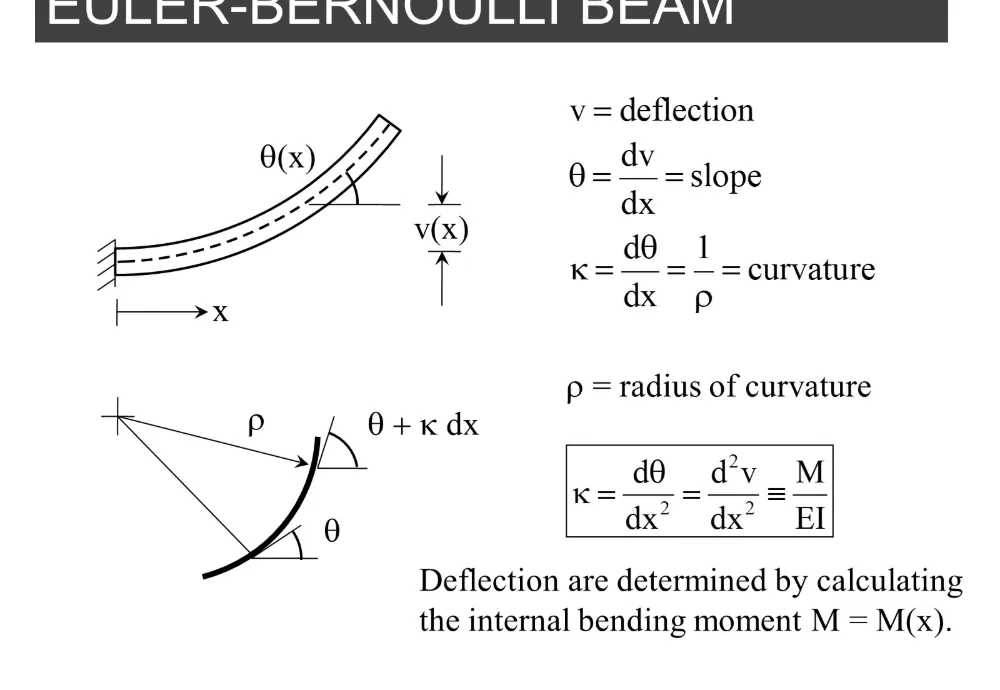 EULER-BERNOULLI BEAM
v = deflection
θ(x)
θ = dv/dx = slope
v(x)
κ = dθ/dx = 1/ρ = curvature
x
ρ = radius of curvature
ρ
θ + κ dx
κ = dθ/dx² = d²v/dx² ≡ M/EI
θ
Deflection are determined by calculating
the internal bending moment M = M(x).